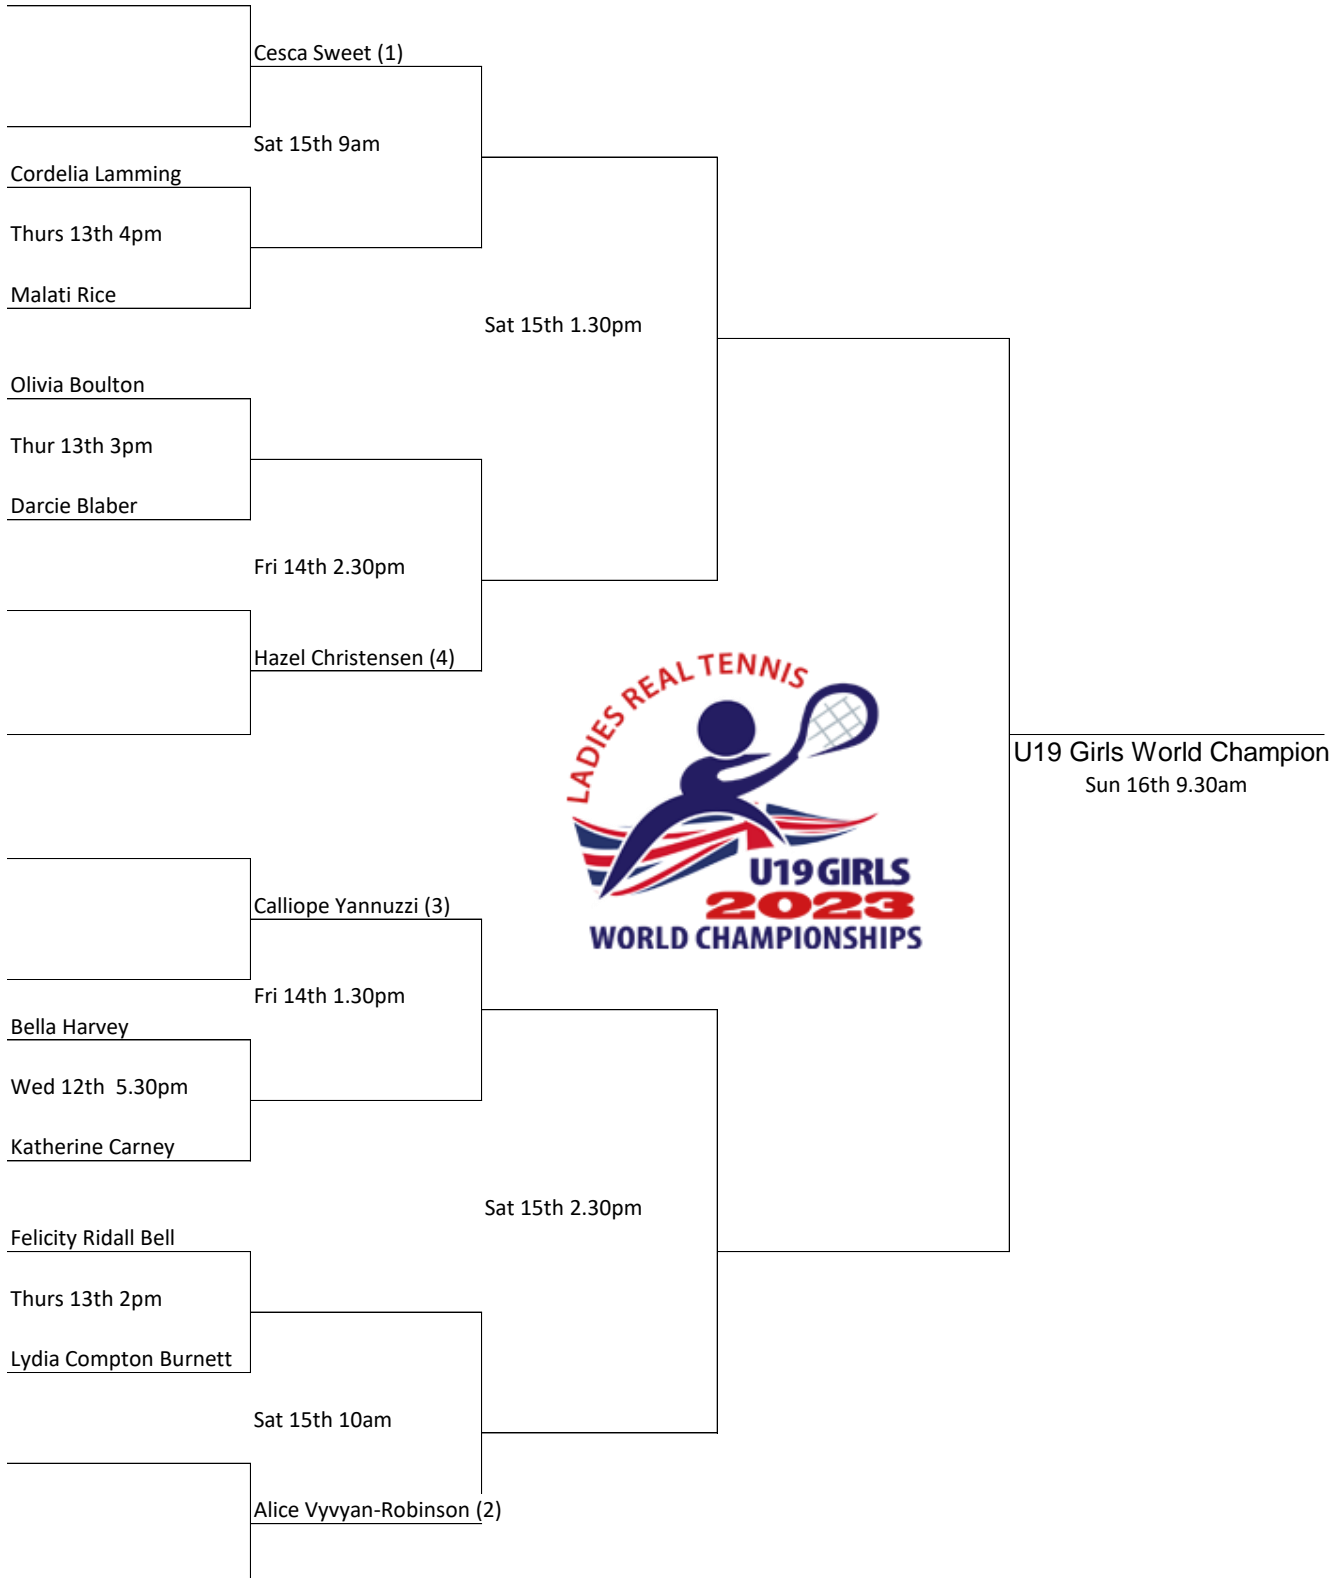 Cesca Sweet (1)
Sat 15th 9am
Cordelia Lamming
Thurs 13th 4pm
Malati Rice
Sat 15th 1.30pm
Olivia Boulton
Thur 13th 3pm
Darcie Blaber
Fri 14th 2.30pm
Hazel Christensen (4)
LADIES REAL TENNIS
U19 GIRLS
2023
WORLD CHAMPIONSHIPS
U19 Girls World Champion
Sun 16th 9.30am
Calliope Yannuzzi (3)
Fri 14th 1.30pm
Bella Harvey
Wed 12th  5.30pm
Katherine Carney
Sat 15th 2.30pm
Felicity Ridall Bell
Thurs 13th 2pm
Lydia Compton Burnett
Sat 15th 10am
Alice Vyvyan-Robinson (2)